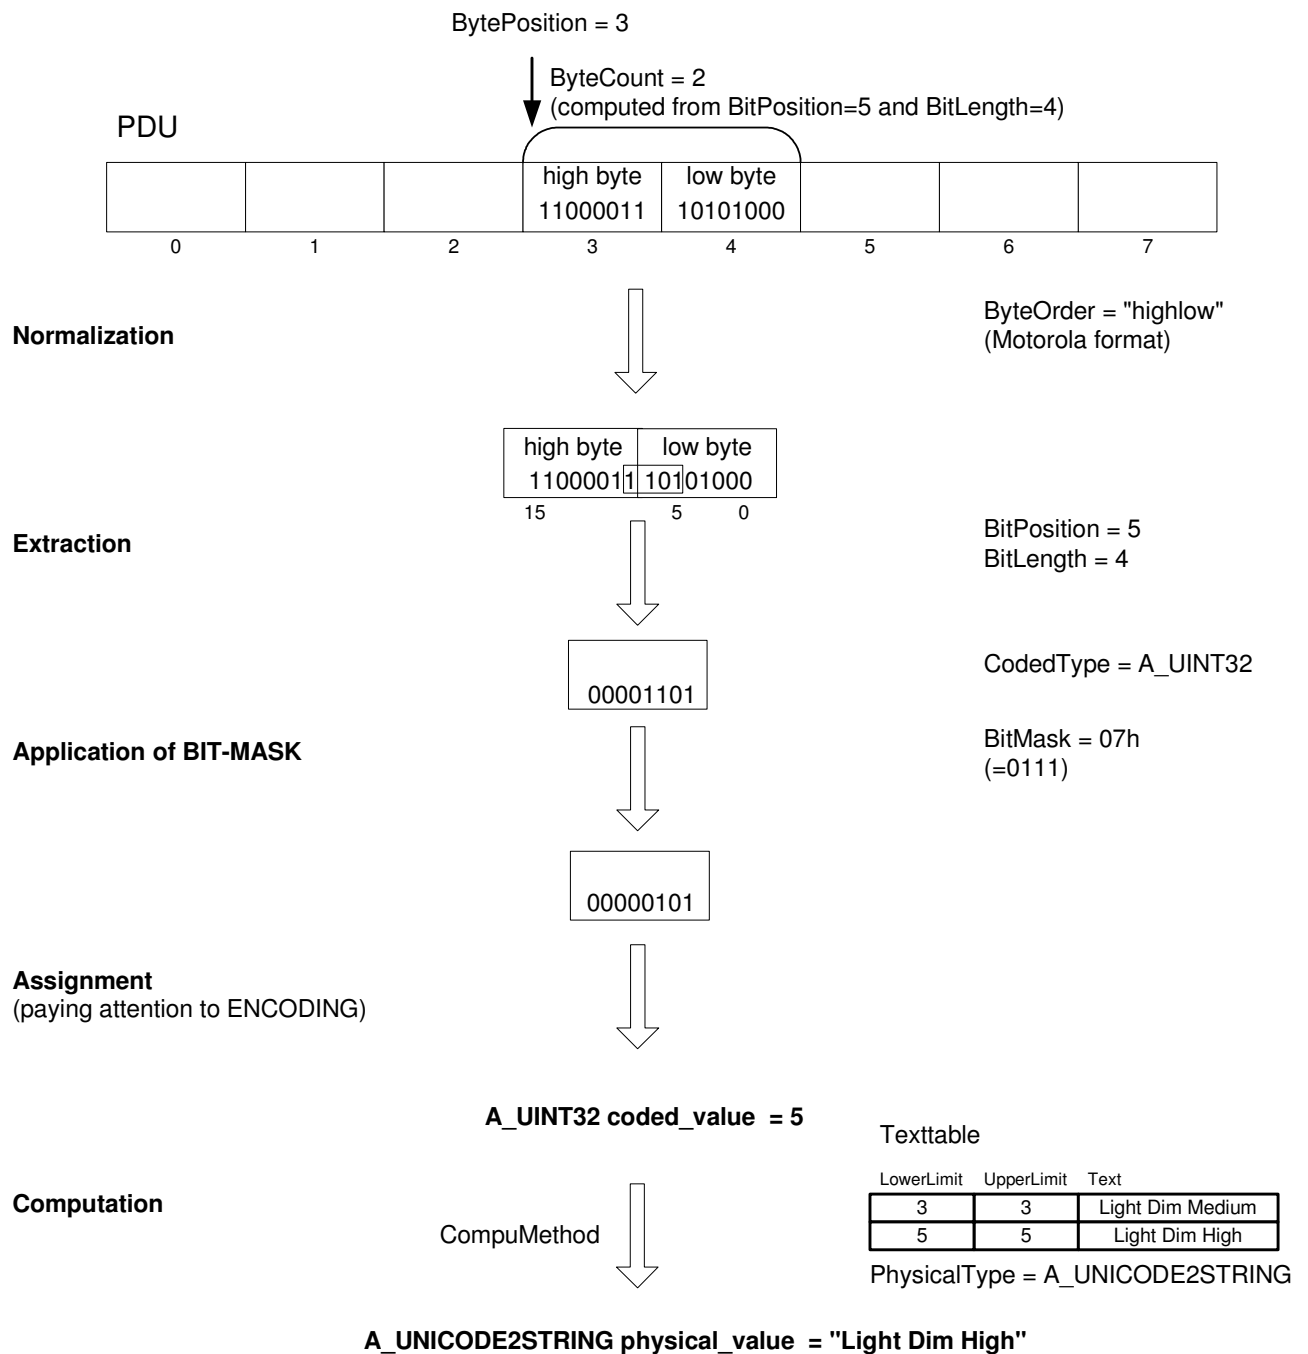 BytePosition = 3
ByteCount = 2
(computed from BitPosition=5 and BitLength=4)
PDU
high byte low byte
11000011 10101000
0 1 2 3 4 5 6 7
ByteOrder = "highlow"
(Motorola format)
Normalization
high byte low byte
11000011 10101000
15 5 0
BitPosition = 5
BitLength = 4
Extraction
CodedType = A_UINT32
00001101
BitMask = 07h
(=0111)
Application of BIT-MASK
00000101
Assignment
(paying attention to ENCODING)
A_UINT32 coded_value = 5
Texttable
LowerLimit UpperLimit Text
3 3 Light Dim Medium
5 5 Light Dim High
Computation
CompuMethod
PhysicalType = A_UNICODE2STRING
A_UNICODE2STRING physical_value = "Light Dim High"